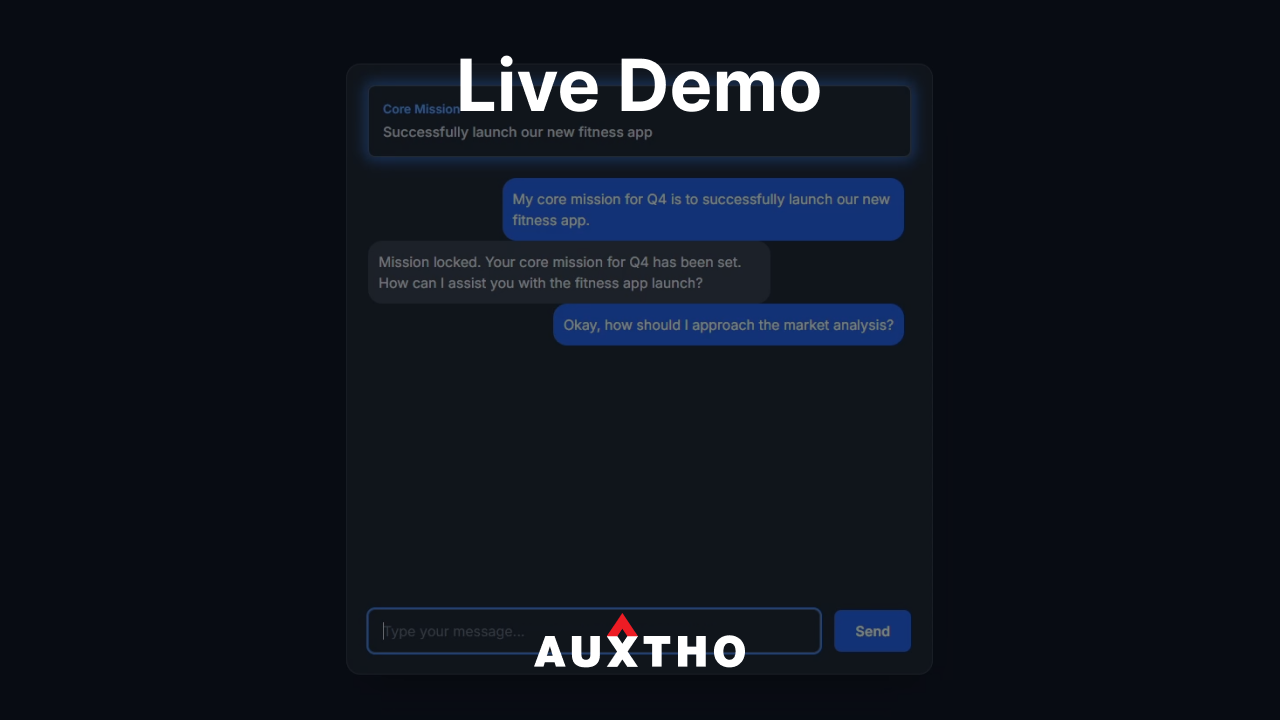 Live Demo
Core Mission
Successfully launch our new fitness app
My core mission for Q4 is to successfully launch our new
fitness app.
Mission locked. Your core mission for Q4 has been set.
How can I assist you with the fitness app launch?
Okay, how should I approach the market analysis?
Type your message...
Send
AUXTHO